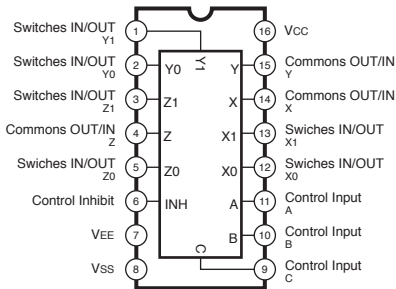 Switches IN/OUT
Y1
1
Y1
16
VCC
Switches IN/OUT
Y0
2
Y0
Y
15
Commons OUT/IN
Y
Switches IN/OUT
Z1
3
Z1
X
14
Commons OUT/IN
X
Commons OUT/IN
Z
4
Z
X1
13
Swiches IN/OUT
X1
Swiches IN/OUT
Z0
5
Z0
X0
12
Swiches IN/OUT
X0
Control Inhibit
6
INH
A
11
Control Input
A
VEE
7
B
10
Control Input
B
VSS
8
C
9
Control Input
C